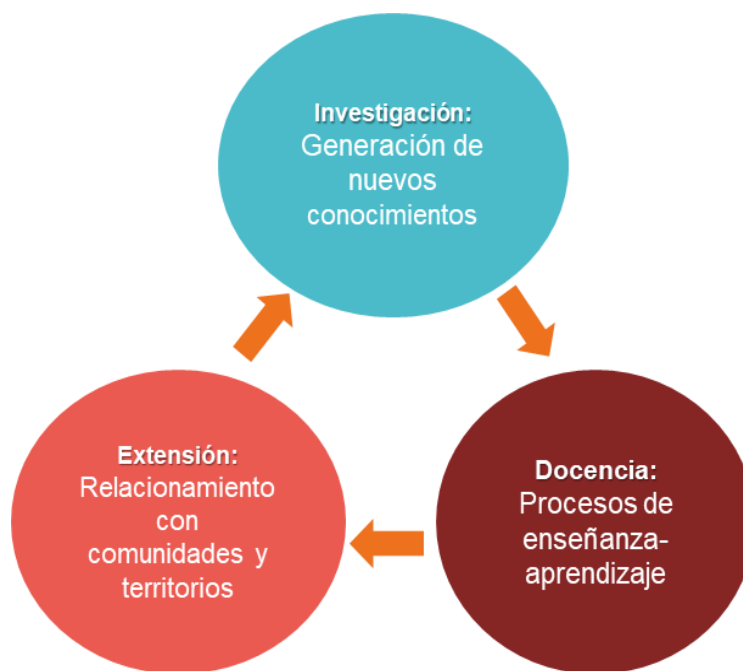 Investigación:
Generación de
nuevos
conocimientos
Extensión:
Relacionamiento
con
comunidades y
territorios
Docencia:
Procesos de
enseñanza-
aprendizaje